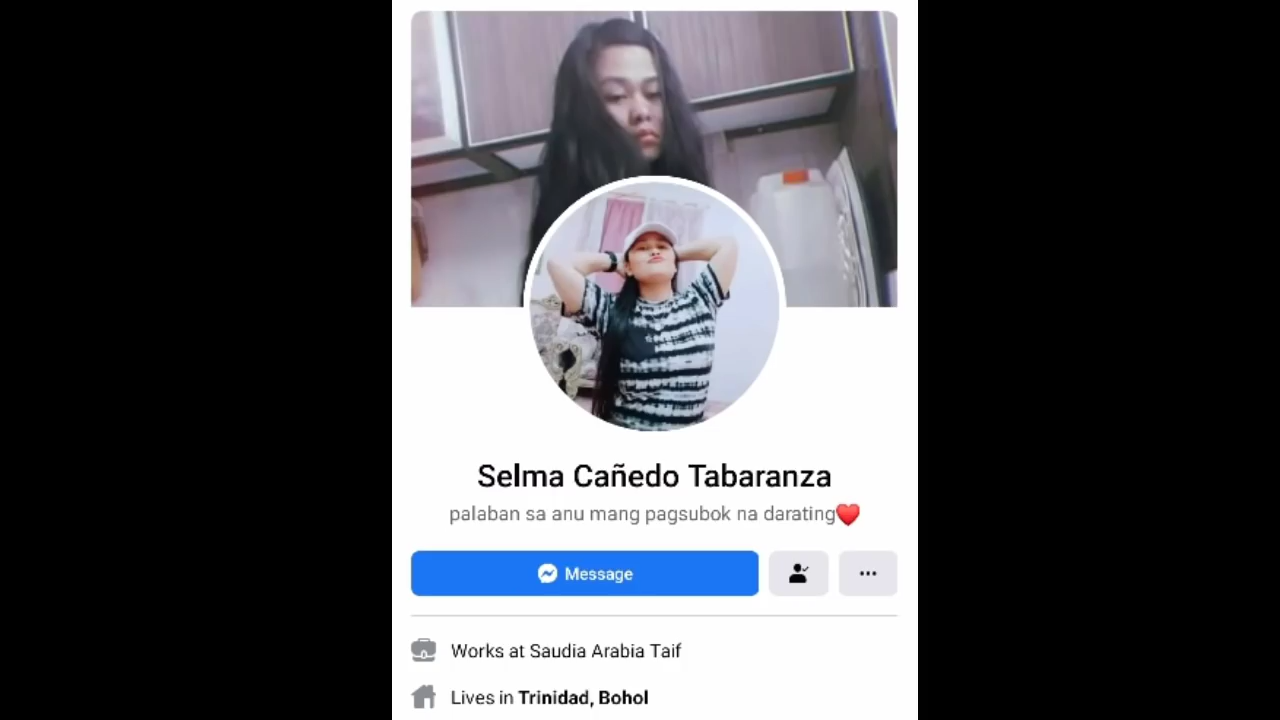 Selma Cañedo Tabaranza
palaban sa anu mang pagsubok na darating❤️
Message
Works at Saudia Arabia Taif
Lives in Trinidad, Bohol